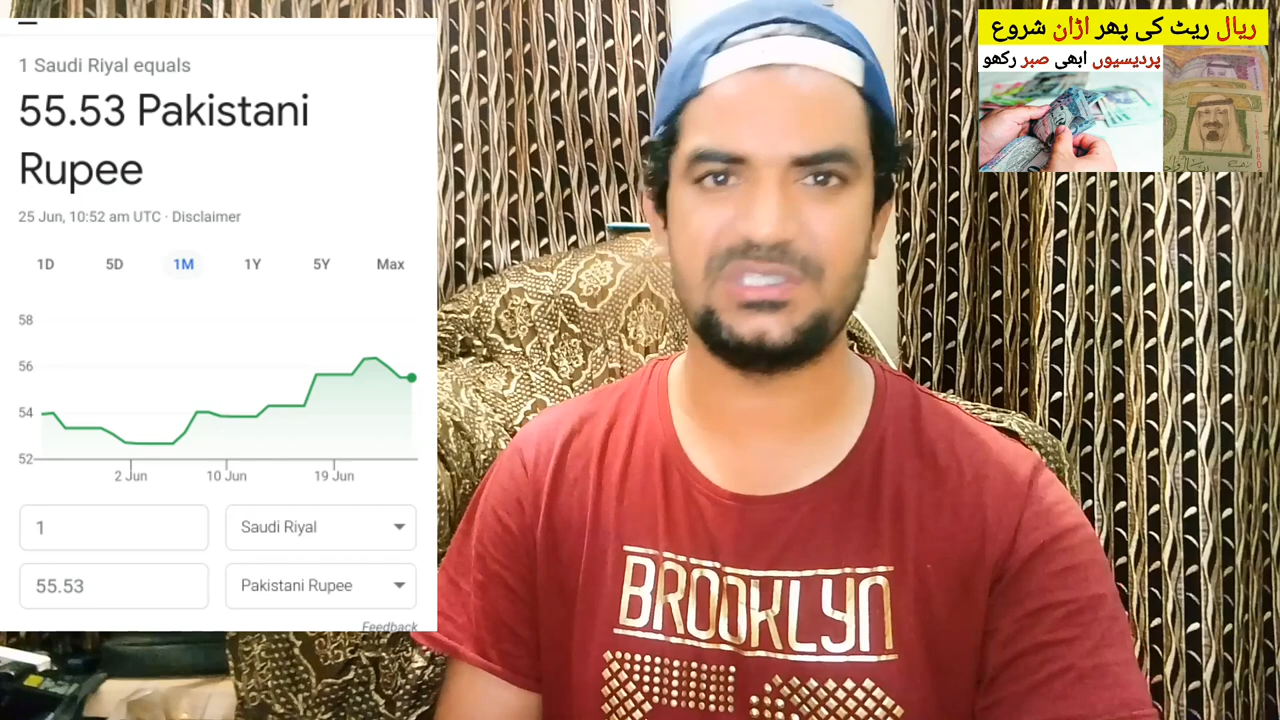 1 Saudi Riyal equals
55.53 Pakistani
Rupee
25 Jun, 10:52 am UTC · Disclaimer
1D 5D 1M 1Y 5Y Max
58
56
54
52
2 Jun 10 Jun 19 Jun
1 Saudi Riyal
55.53 Pakistani Rupee
Feedback
ریال ریٹ کی پھر اڑان شروع
پردیسیوں ابھی صبر رکھو
BROOKLYN